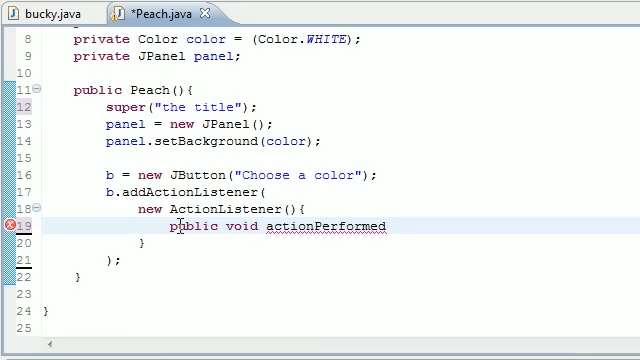 bucky.java *Peach.java
8 private Color color = (Color.WHITE);
9 private JPanel panel;
10
11 public Peach(){
12 super("the title");
13 panel = new JPanel();
14 panel.setBackground(color);
15
16 b = new JButton("Choose a color");
17 b.addActionListener(
18 new ActionListener(){
19 public void actionPerformed
20 }
21 );
22 }
23
24 }
25